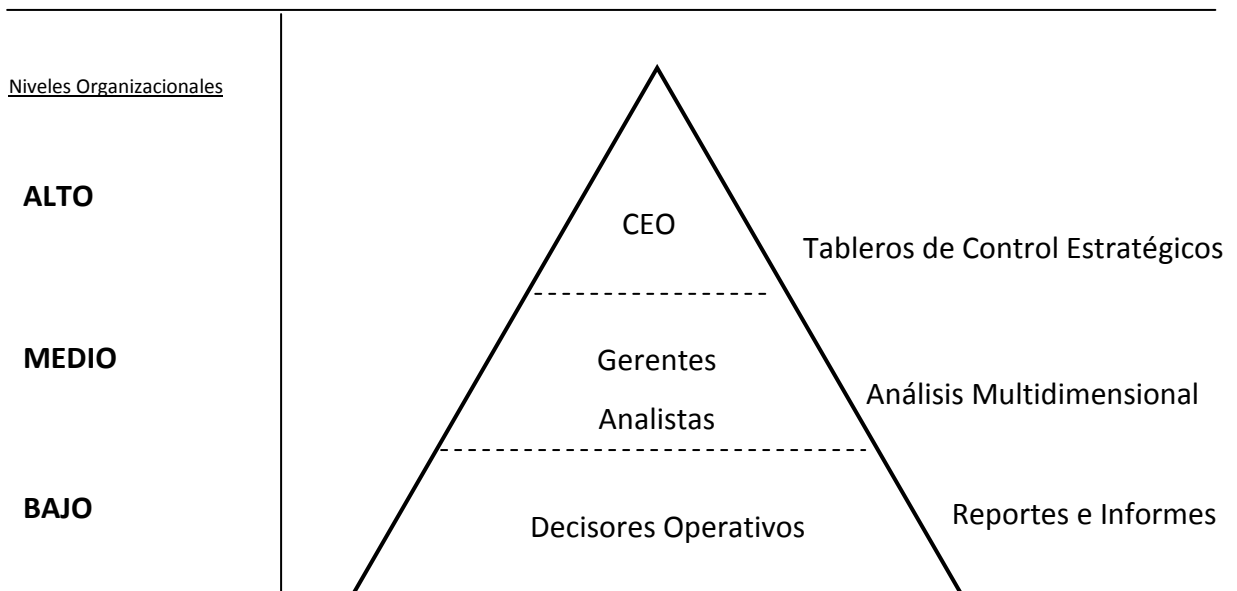 Niveles Organizacionales
ALTO
CEO
Tableros de Control Estratégicos
MEDIO
Gerentes
Analistas
Análisis Multidimensional
BAJO
Decisores Operativos
Reportes e Informes